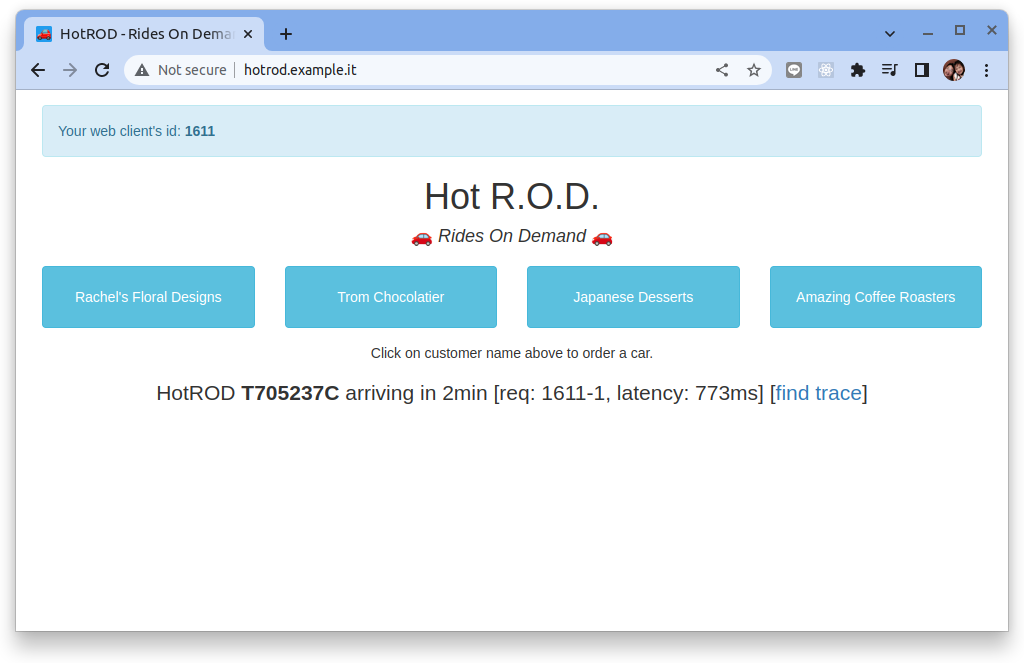 HotROD - Rides On Dema
Not secure
hotrod.example.it
Your web client's id: 1611
Hot R.O.D.
Rides On Demand
Rachel's Floral Designs
Trom Chocolatier
Japanese Desserts
Amazing Coffee Roasters
Click on customer name above to order a car.
HotROD T705237C arriving in 2min [req: 1611-1, latency: 773ms] [find trace]